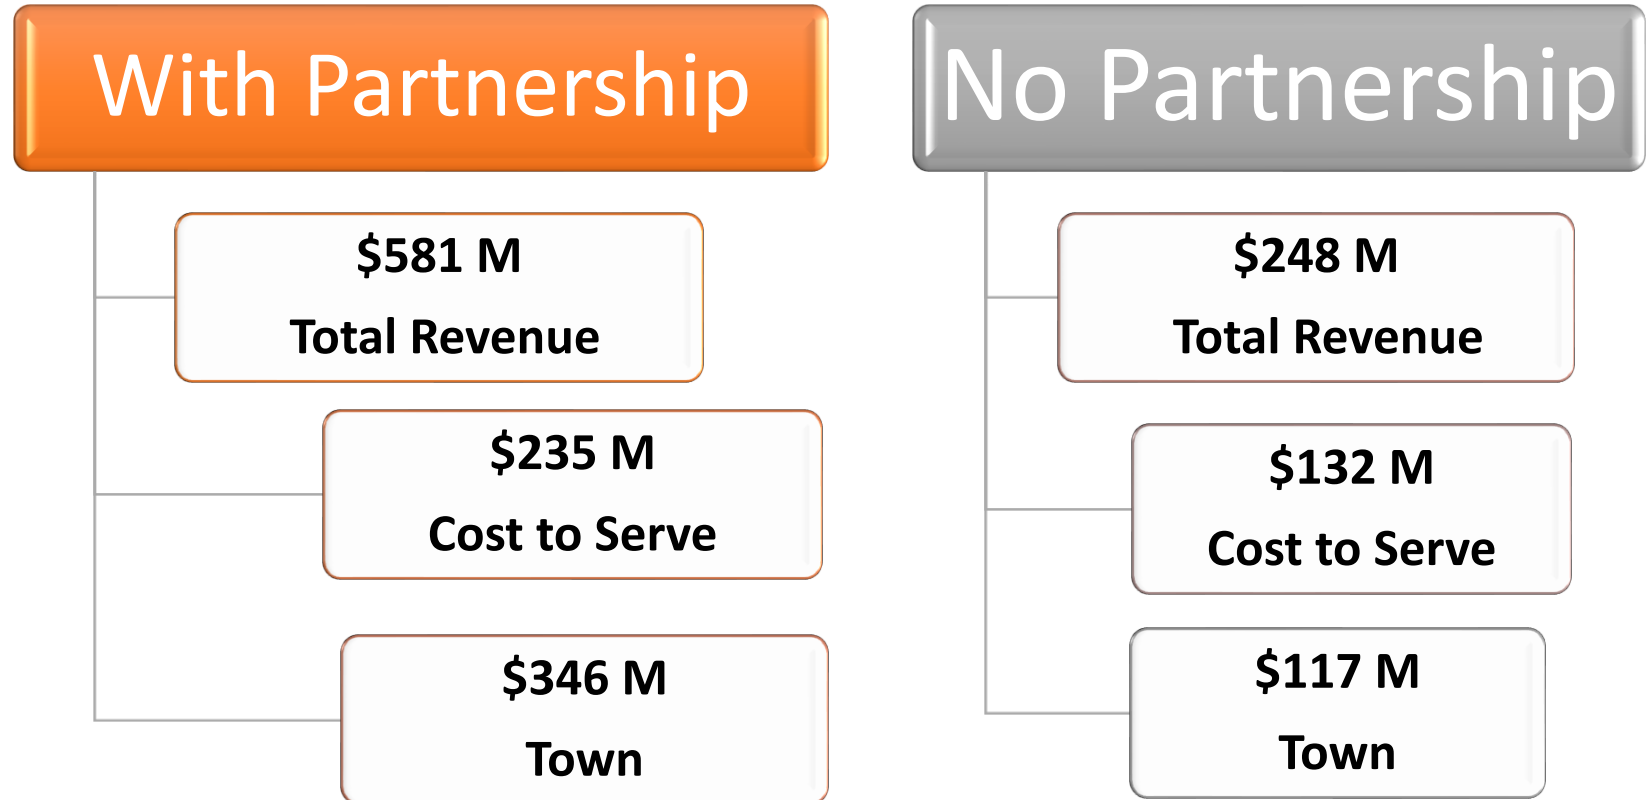 With Partnership
$581 M
Total Revenue
$235 M
Cost to Serve
$346 M
Town
No Partnership
$248 M
Total Revenue
$132 M
Cost to Serve
$117 M
Town